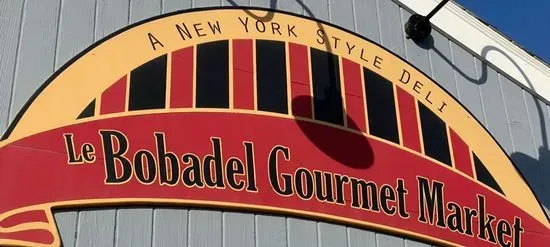 A New York Style Deli
Le Bobadel Gourmet Market